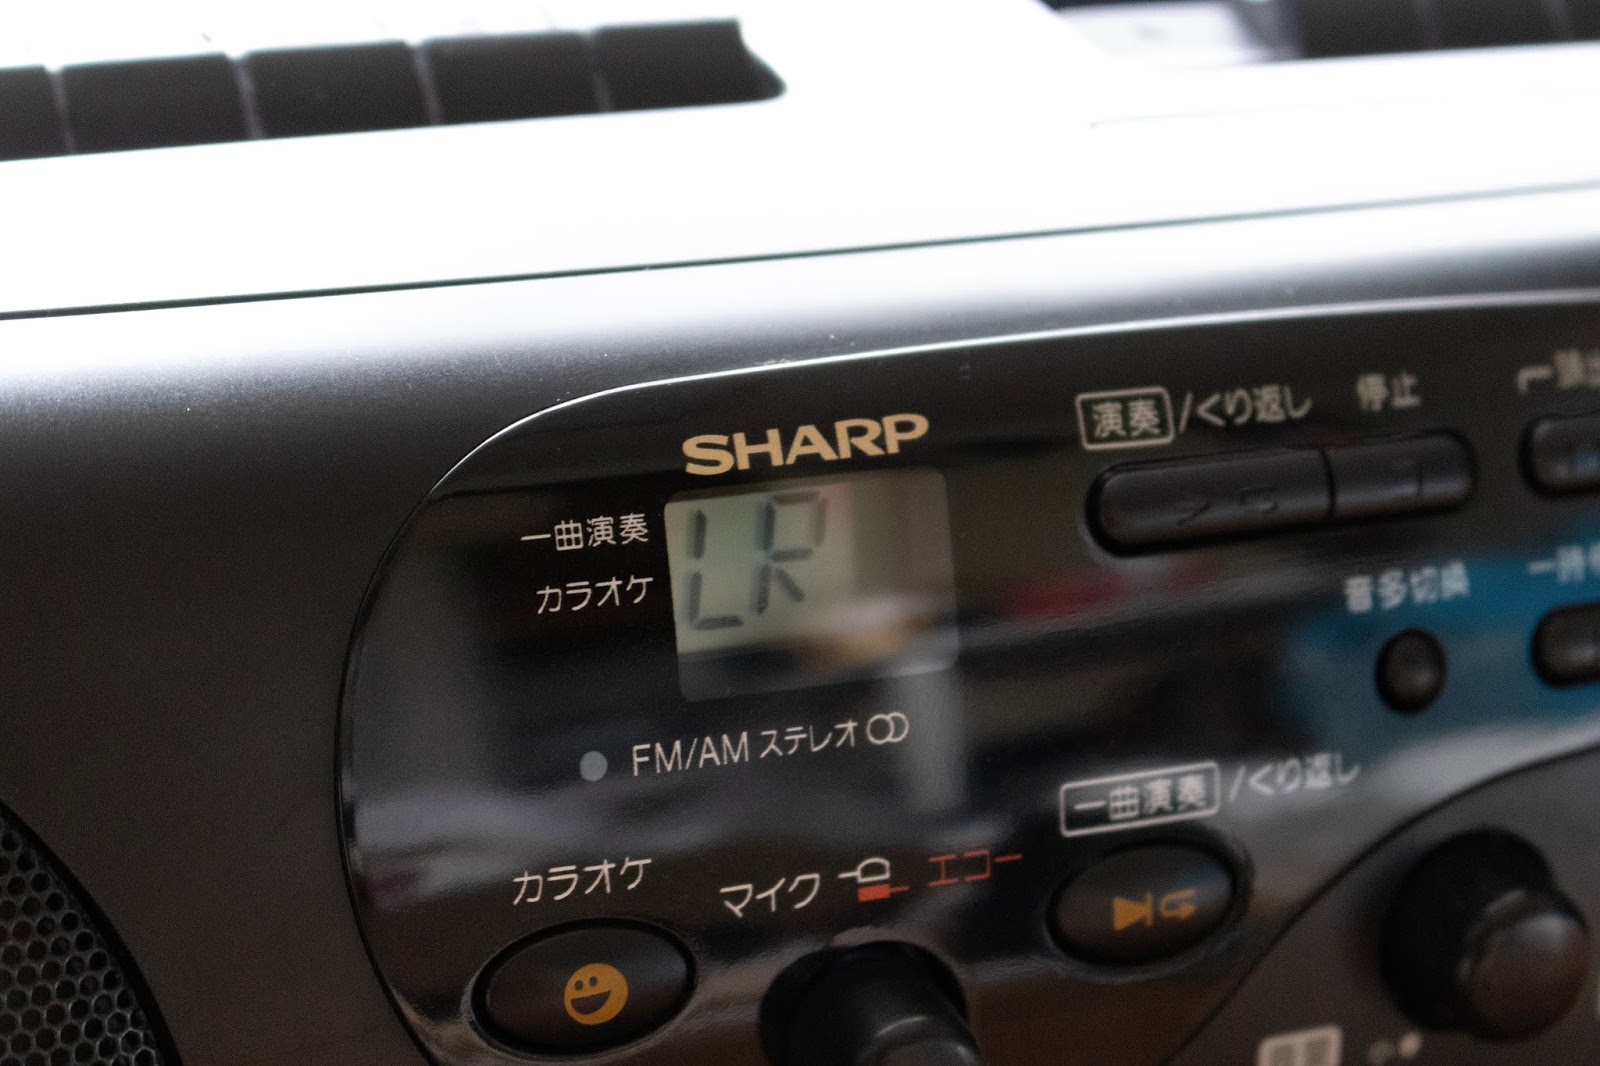 SHARP
演奏/くり返し 停止
一曲演奏
カラオケ
LR
音多切換
FM/AM ステレオ
一曲演奏/くり返し
カラオケ
マイク エコー